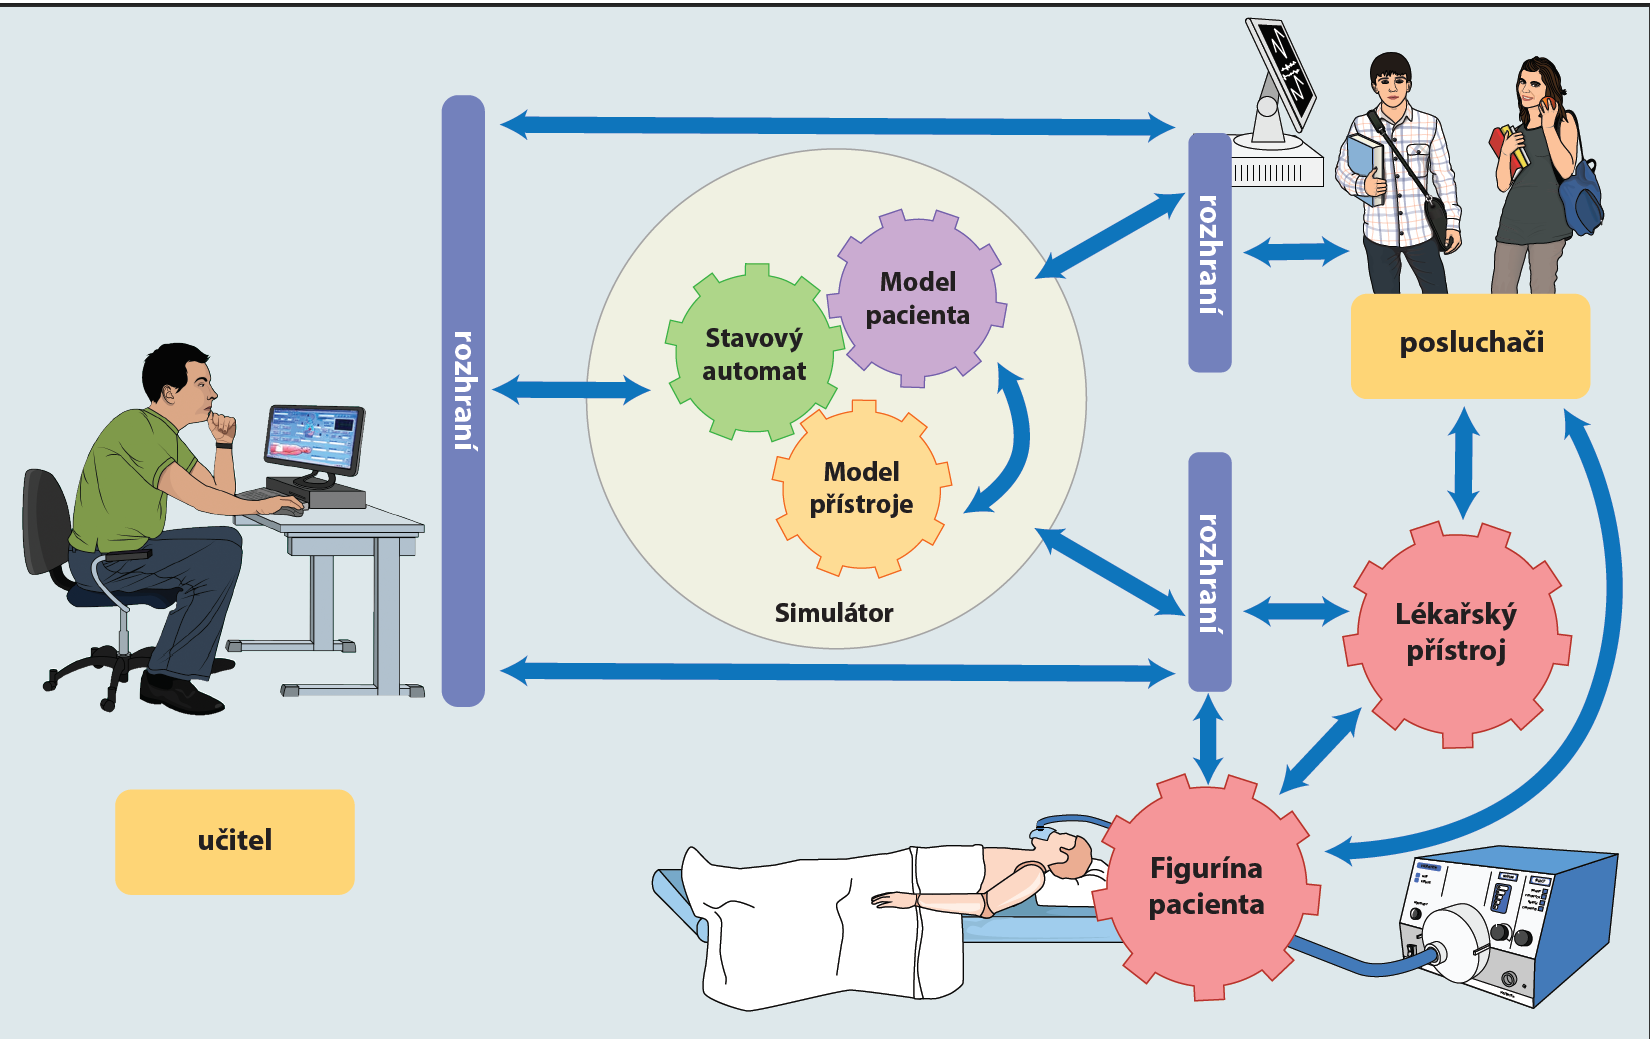 rozhraní
Stavový
automat
Model
pacienta
Model
přístroje
Simulátor
rozhraní
posluchači
rozhraní
Lékařský
přístroj
učitel
Figurína
pacienta